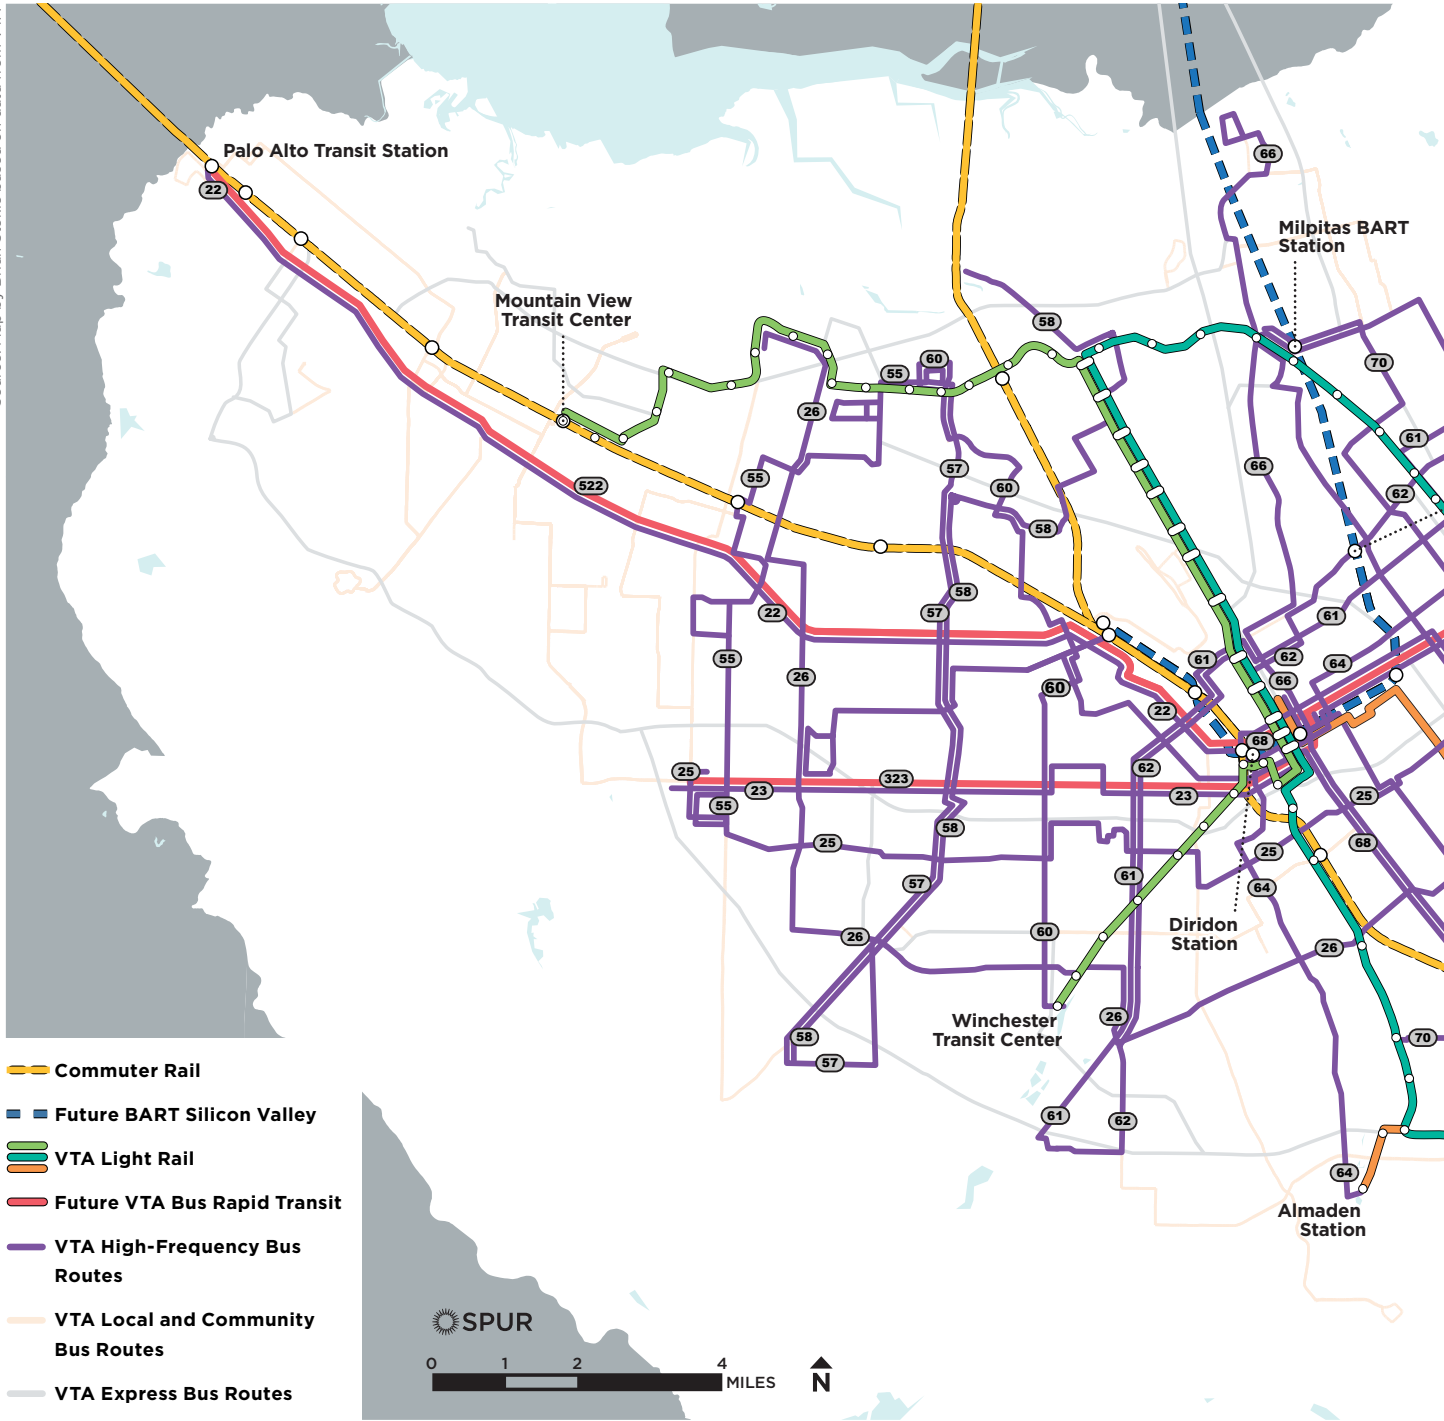 Palo Alto Transit Station
22
66
Milpitas BART
Station
Mountain View
Transit Center
58
60
55
70
26
61
57
66
55
60
62
522
58
58
22
57
61
55
61
62
64
26
60
66
22
68
25
323
62
23
23
25
55
58
25
68
25
57
61
64
Diridon
Station
26
60
26
Winchester
Transit Center
26
58
57
70
61
62
64
Almaden
Station
Commuter Rail
Future BART Silicon Valley
VTA Light Rail
Future VTA Bus Rapid Transit
VTA High-Frequency Bus
Routes
VTA Local and Community
Bus Routes
VTA Express Bus Routes
SPUR
0 1 2 4
MILES
N